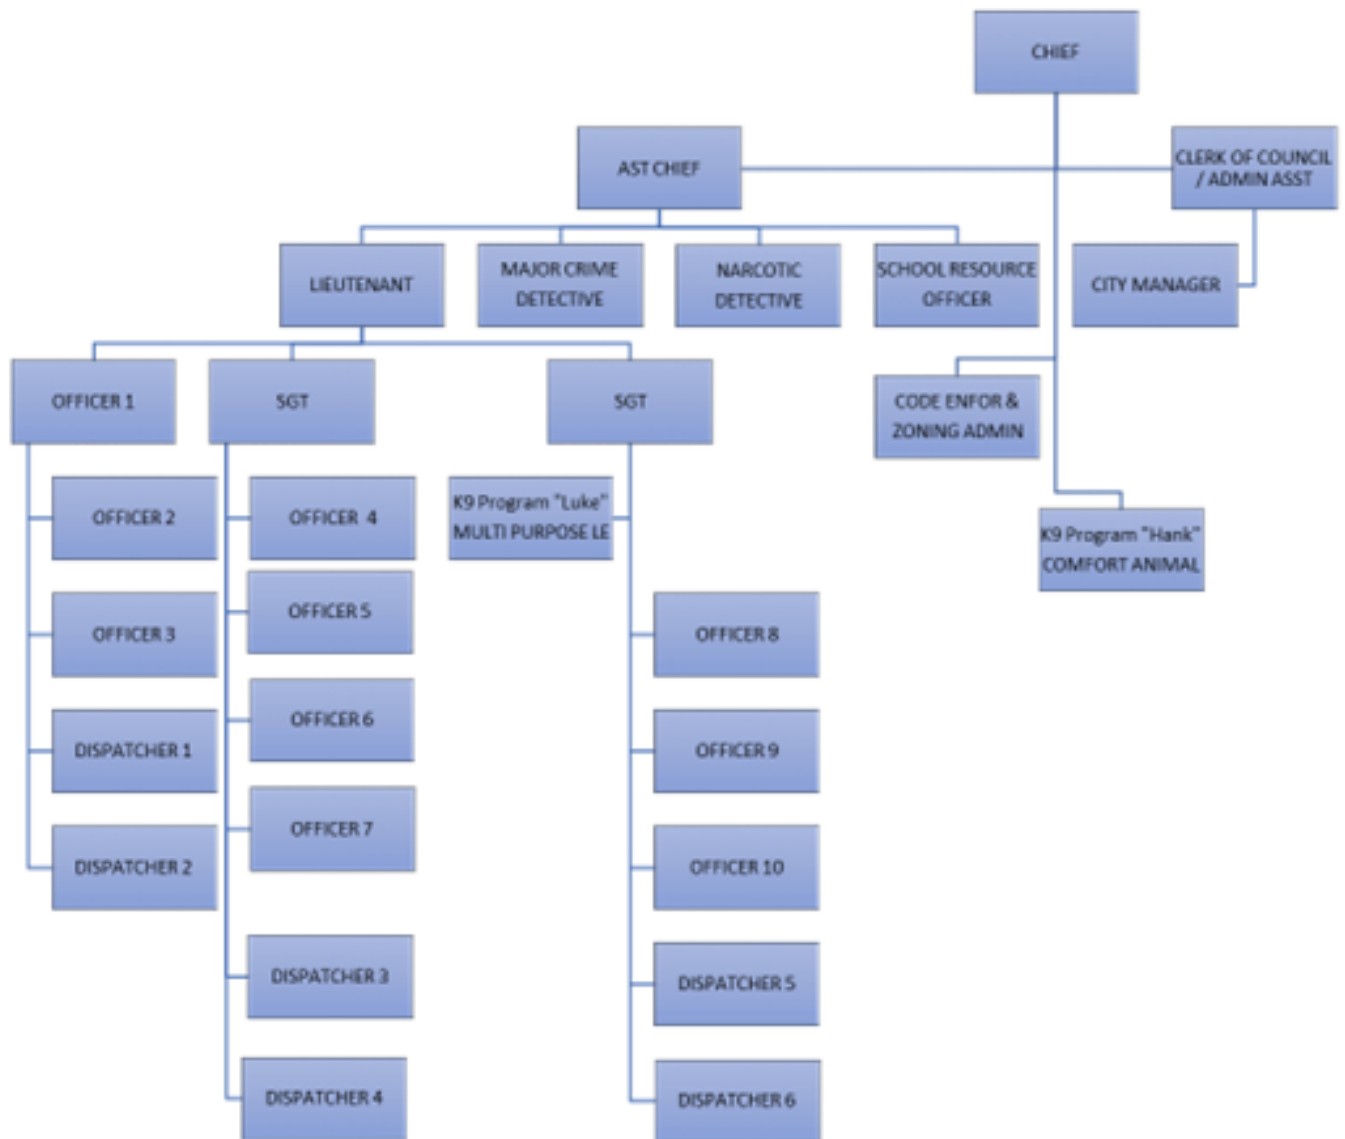 CHIEF
AST CHIEF
CLERK OF COUNCIL
/ ADMIN ASST
LIEUTENANT
MAJOR CRIME
DETECTIVE
NARCOTIC
DETECTIVE
SCHOOL RESOURCE
OFFICER
CITY MANAGER
OFFICER 1
SGT
SGT
CODE ENFOR &
ZONING ADMIN
OFFICER 2
OFFICER 4
K9 Program "Luke"
MULTI PURPOSE LE
K9 Program "Hank"
COMFORT ANIMAL
OFFICER 3
OFFICER 5
OFFICER 8
OFFICER 6
DISPATCHER 1
OFFICER 9
OFFICER 7
DISPATCHER 2
OFFICER 10
DISPATCHER 3
DISPATCHER 5
DISPATCHER 4
DISPATCHER 6